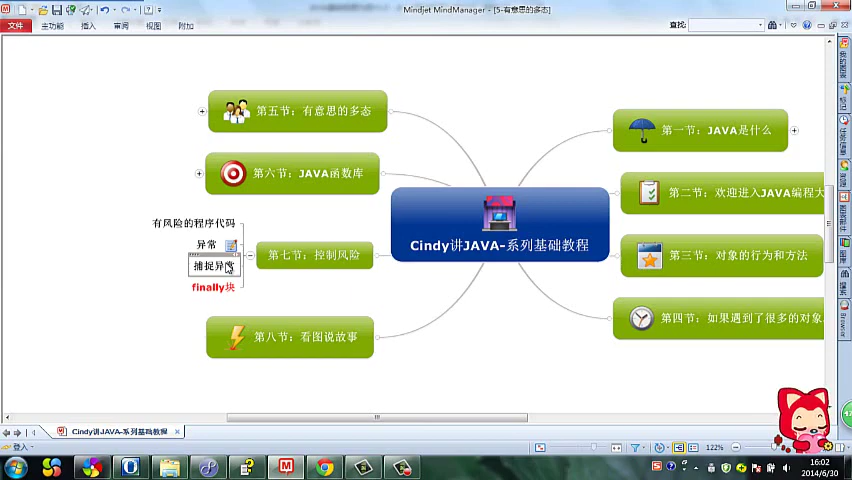 Mindjet MindManager - [5-有意思的多态]
文件 主功能 插入 审阅 视图 附加 查找:
第五节：有意思的多态
第一节：JAVA是什么
第六节：JAVA函数库
第二节：欢迎进入JAVA编程大
有风险的程序代码
异常
Cindy讲JAVA-系列基础教程
第七节：控制风险
捕捉异常
第三节：对象的行为和方法
finally块
第八节：看图说故事
第四节：如果遇到了很多的对象
Browser
Cindy讲JAVA-系列基础教程
登入
122%
16:02
2014/6/30